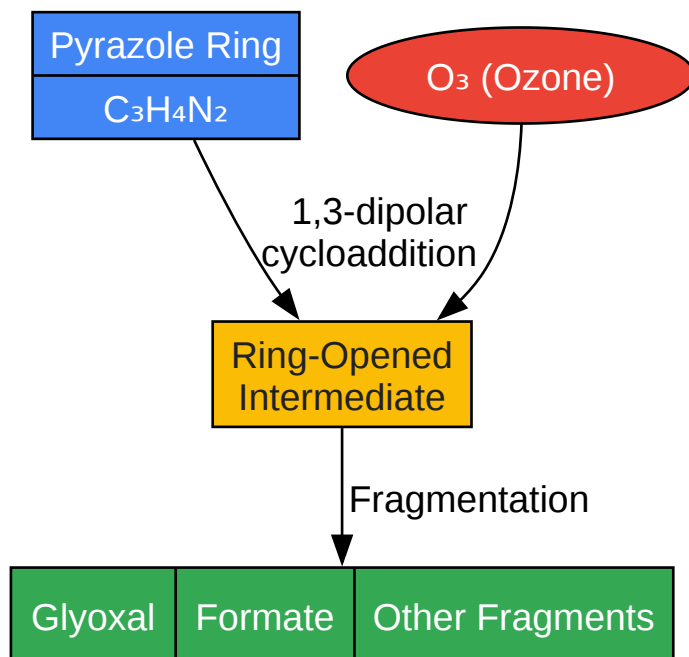 Pyrazole Ring
C₃H₄N₂
O₃ (Ozone)
1,3-dipolar
cycloaddition
Ring-Opened
Intermediate
Fragmentation
Glyoxal
Formate
Other Fragments